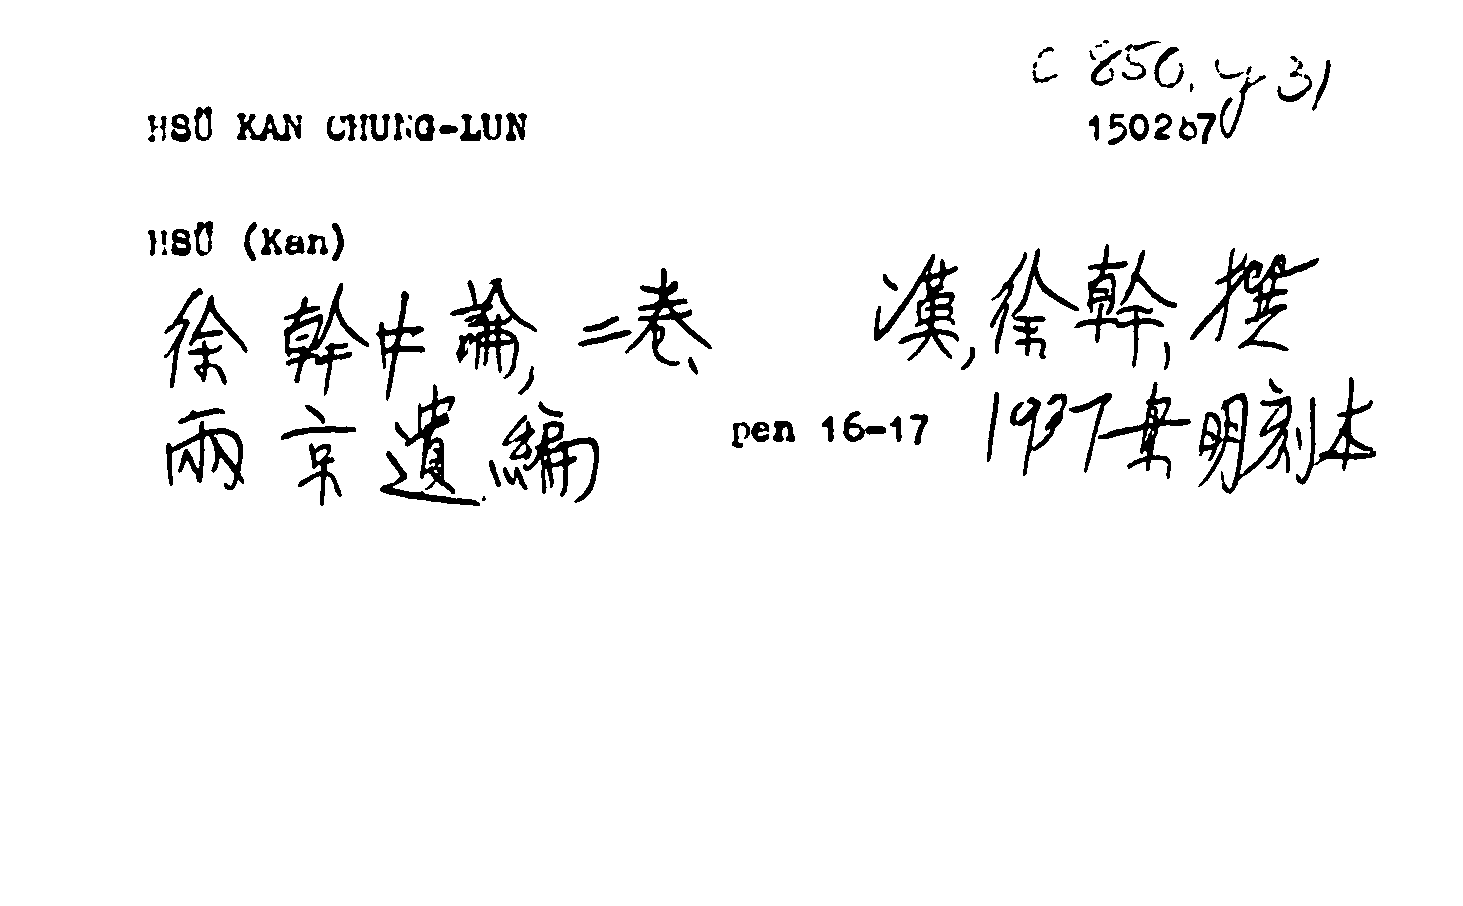 C 850. y 31
HSÜ KAN CHUNG-LUN 150267
HSÜ (Kan)
徐幹中論, 二卷、 漢, 徐幹, 撰
兩京遺編 pen 16-17 1937 景明刻本